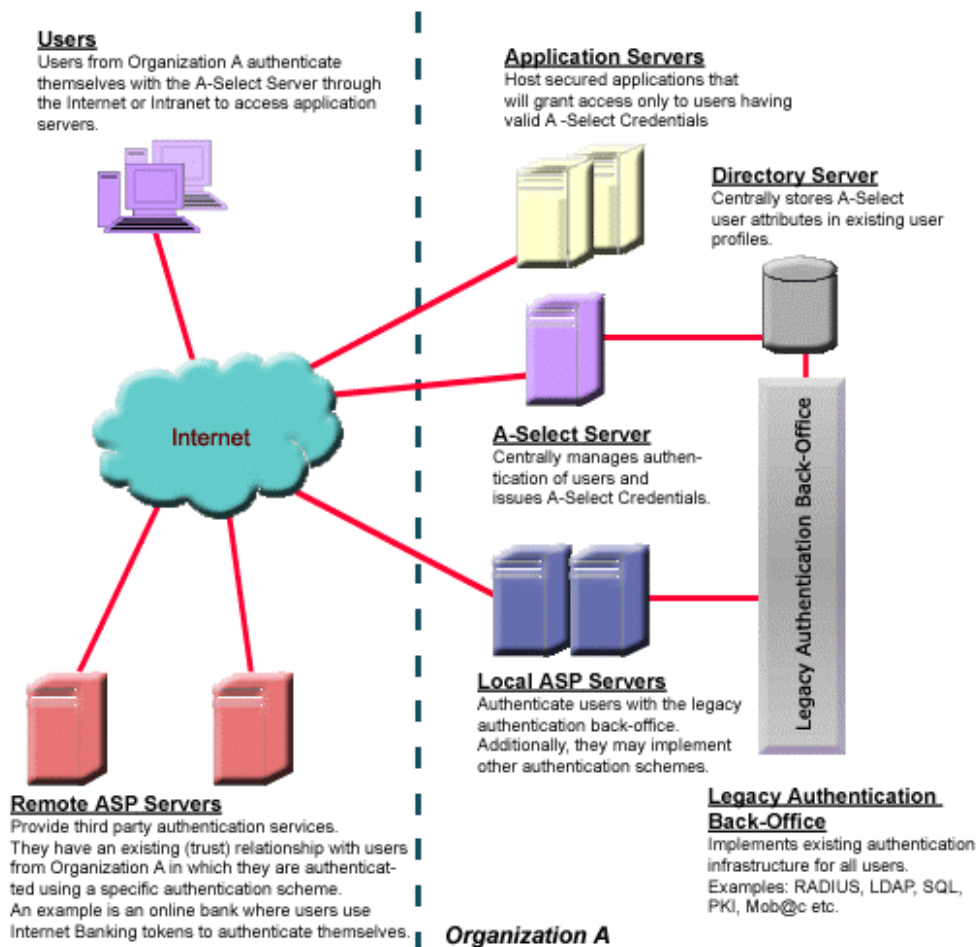 Users
Users from Organization A authenticate
themselves with the A-Select Server through
the Internet or Intranet to access application
servers.
Application Servers
Host secured applications that
will grant access only to users having
valid A -Select Credentials
Directory Server
Centrally stores A-Select
user attributes in existing user
profiles.
Internet
A-Select Server
Centrally manages authen-
tication of users and
issues A-Select Credentials.
Legacy Authentication Back-Office
Local ASP Servers
Authenticate users with the legacy
authentication back-office.
Additionally, they may implement
other authentication schemes.
Remote ASP Servers
Provide third party authentication services.
They have an existing (trust) relationship with users
from Organization A in which they are authenticat-
ted using a specific authentication scheme.
An example is an online bank where users use
Internet Banking tokens to authenticate themselves.
Legacy Authentication
Back-Office
Implements existing authentication
infrastructure for all users.
Examples: RADIUS, LDAP, SQL,
PKI, Mob@c etc.
Organization A